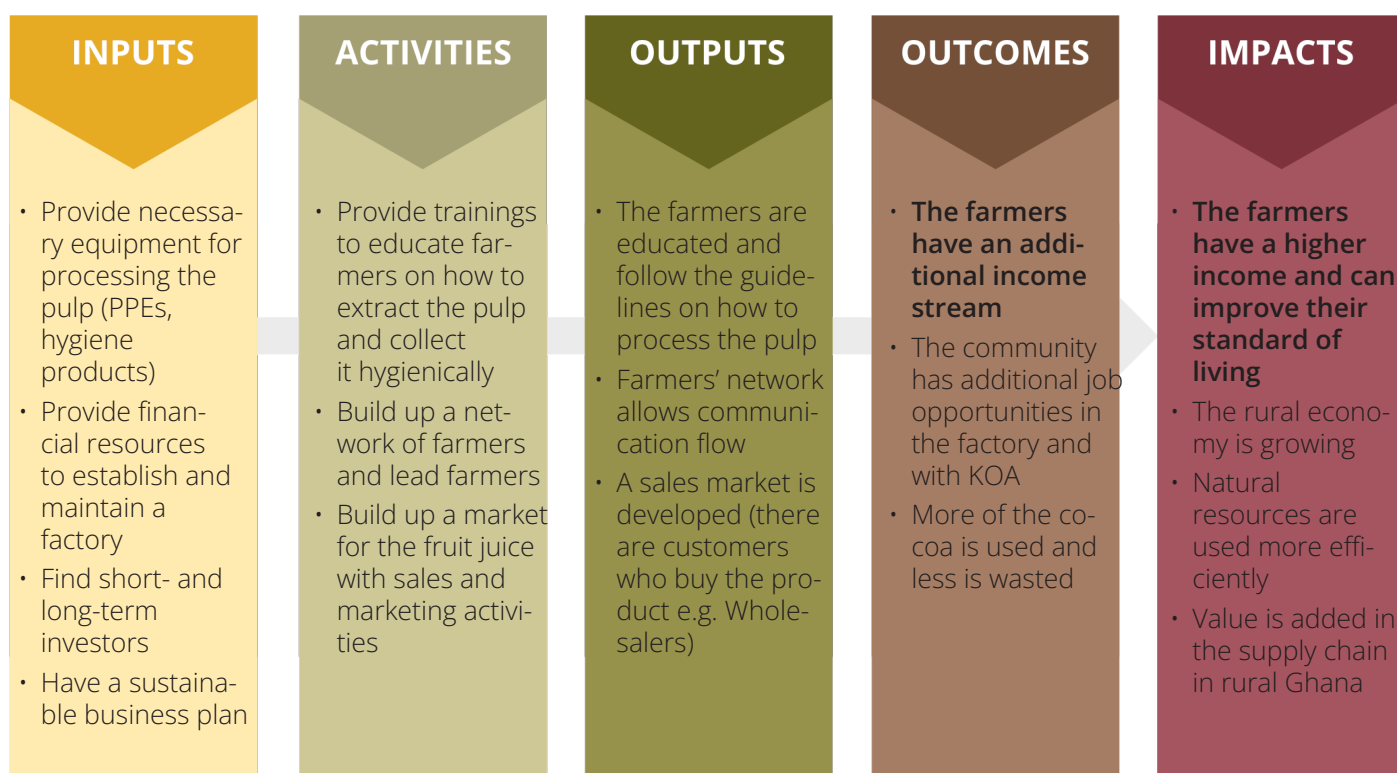 INPUTS
• Provide necessa-
ry equipment for
processing the
pulp (PPEs,
hygiene
products)
• Provide finan-
cial resources
to establish and
maintain a
factory
• Find short- and
long-term
investors
• Have a sustaina-
ble business plan
ACTIVITIES
• Provide trainings
to educate far-
mers on how to
extract the pulp
and collect
it hygienically
• Build up a net-
work of farmers
and lead farmers
• Build up a market
for the fruit juice
with sales and
marketing activi-
ties
OUTPUTS
• The farmers are
educated and
follow the guide-
lines on how to
process the pulp
• Farmers’ network
allows communi-
cation flow
• A sales market is
developed (there
are customers
who buy the pro-
duct e.g. Whole-
salers)
OUTCOMES
• The farmers
have an addi-
tional income
stream
• The community
has additional job
opportunities in
the factory and
with KOA
• More of the co-
coa is used and
less is wasted
IMPACTS
• The farmers
have a higher
income and can
improve their
standard of
living
• The rural econo-
my is growing
• Natural
resources are
used more effi-
ciently
• Value is added in
the supply chain
in rural Ghana